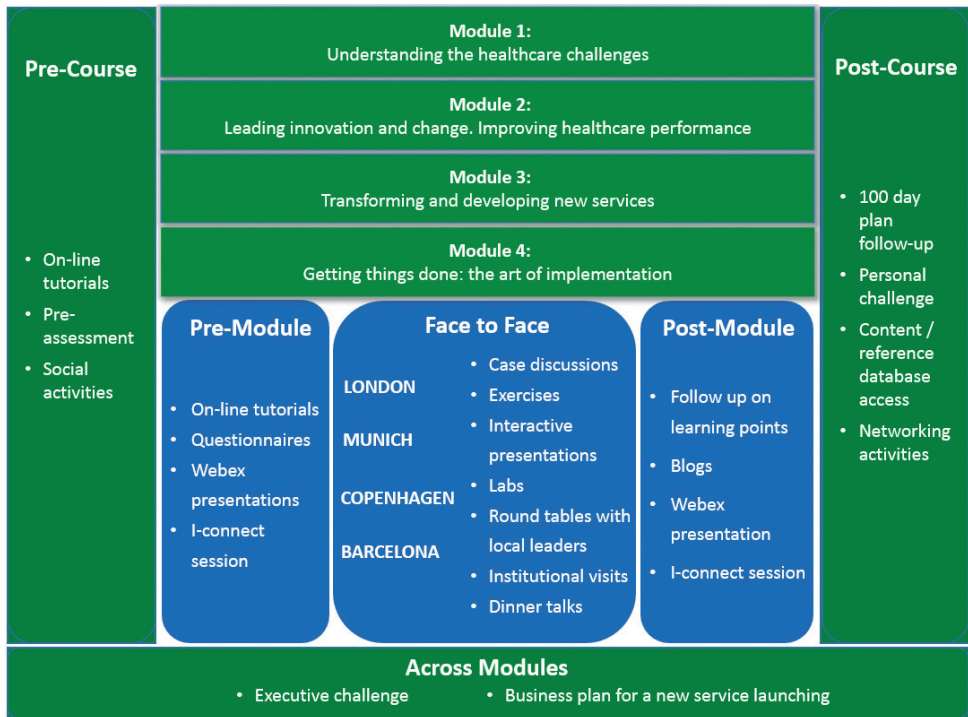 Pre-Course
On-line
tutorials
Pre-
assessment
Social
activities
Module 1:
Understanding the healthcare challenges
Module 2:
Leading innovation and change. Improving healthcare performance
Module 3:
Transforming and developing new services
Module 4:
Getting things done: the art of implementation
Pre-Module
On-line tutorials
Questionnaires
Webex
presentations
I-connect
session
Face to Face
LONDON
MUNICH
COPENHAGEN
BARCELONA
Case discussions
Exercises
Interactive
presentations
Labs
Round tables with
local leaders
Institutional visits
Dinner talks
Post-Module
Follow up on
learning points
Blogs
Webex
presentation
I-connect session
Post-Course
100 day
plan
follow-up
Personal
challenge
Content /
reference
database
access
Networking
activities
Across Modules
Executive challenge
Business plan for a new service launching